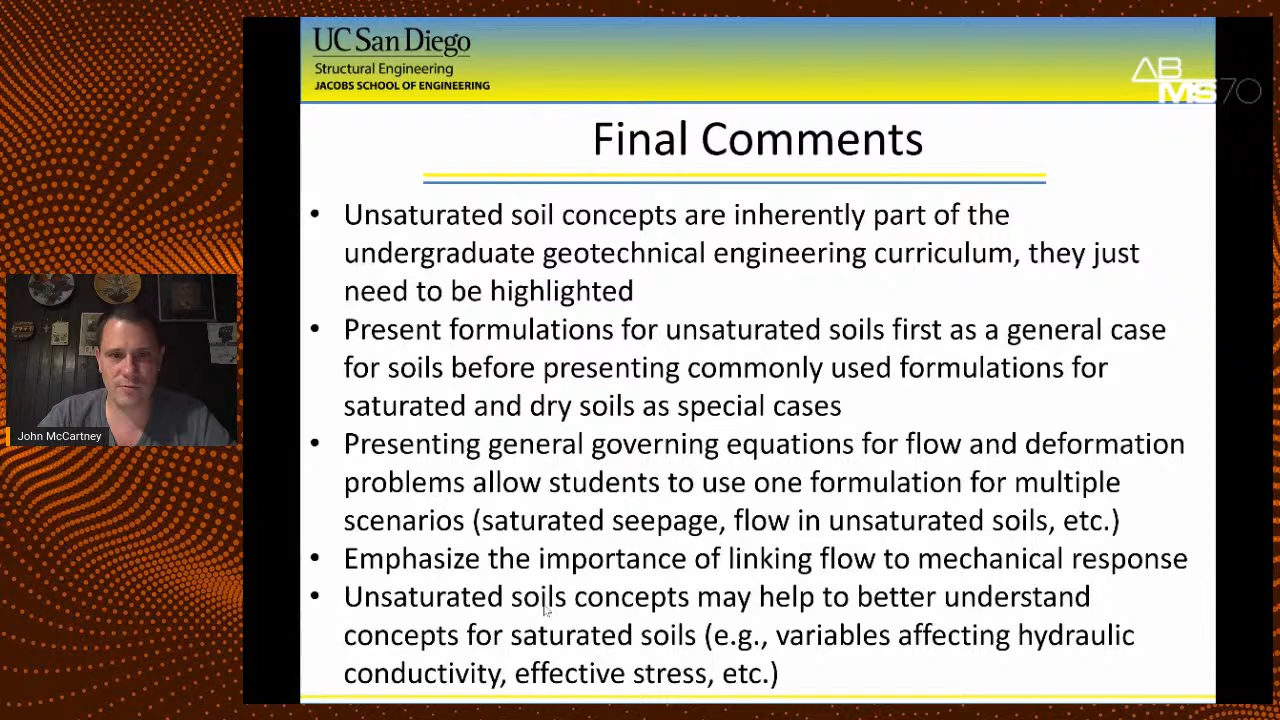 UC San Diego
Structural Engineering
JACOBS SCHOOL OF ENGINEERING
ABMS70
Final Comments
• Unsaturated soil concepts are inherently part of the
undergraduate geotechnical engineering curriculum, they just
need to be highlighted
• Present formulations for unsaturated soils first as a general case
for soils before presenting commonly used formulations for
saturated and dry soils as special cases
• Presenting general governing equations for flow and deformation
problems allow students to use one formulation for multiple
scenarios (saturated seepage, flow in unsaturated soils, etc.)
• Emphasize the importance of linking flow to mechanical response
• Unsaturated soils concepts may help to better understand
concepts for saturated soils (e.g., variables affecting hydraulic
conductivity, effective stress, etc.)
John McCartney